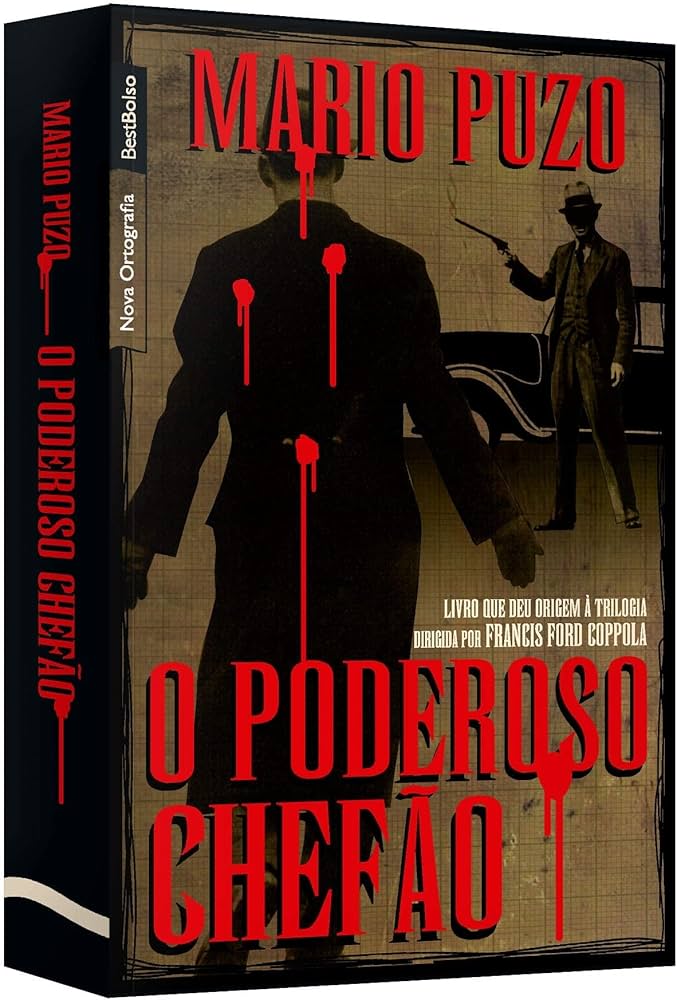 MARIO PUZO
LIVRO QUE DEU ORIGEM À TRILOGIA
DIRIGIDA POR FRANCIS FORD COPPOLA
O PODEROSO
CHEFÃO
BestBolso
Nova Ortografia
MARIO PUZO
O PODEROSO CHEFÃO